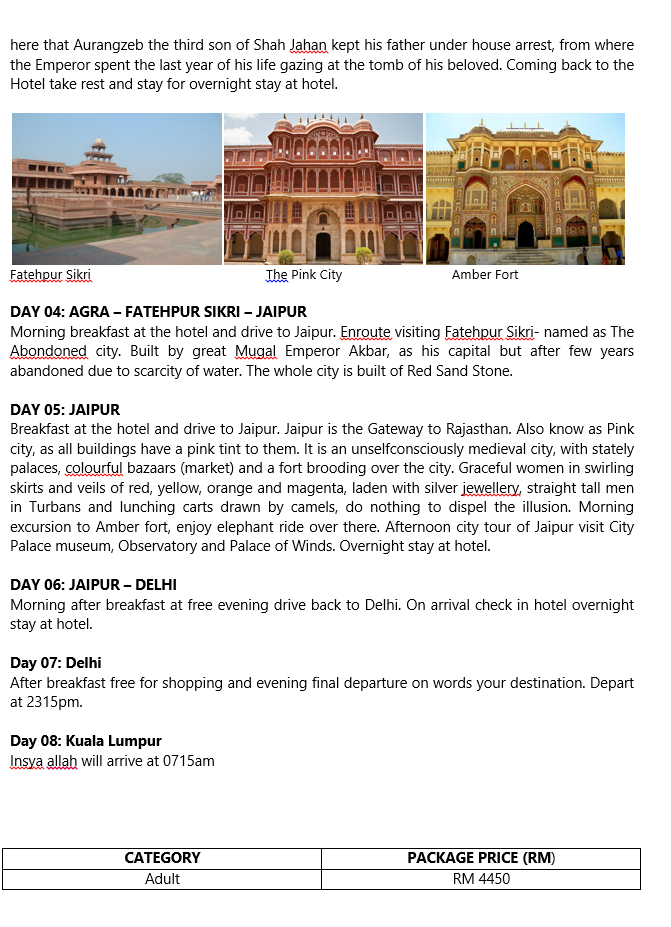 here that Aurangzeb the third son of Shah Jahan kept his father under house arrest, from where
the Emperor spent the last year of his life gazing at the tomb of his beloved. Coming back to the
Hotel take rest and stay for overnight stay at hotel.
Fatehpur Sikri The Pink City Amber Fort
DAY 04: AGRA – FATEHPUR SIKRI – JAIPUR
Morning breakfast at the hotel and drive to Jaipur. Enroute visiting Fatehpur Sikri- named as The
Abondoned city. Built by great Mugal Emperor Akbar, as his capital but after few years
abandoned due to scarcity of water. The whole city is built of Red Sand Stone.
DAY 05: JAIPUR
Breakfast at the hotel and drive to Jaipur. Jaipur is the Gateway to Rajasthan. Also know as Pink
city, as all buildings have a pink tint to them. It is an unselfconsciously medieval city, with stately
palaces, colourful bazaars (market) and a fort brooding over the city. Graceful women in swirling
skirts and veils of red, yellow, orange and magenta, laden with silver jewellery, straight tall men
in Turbans and lunching carts drawn by camels, do nothing to dispel the illusion. Morning
excursion to Amber fort, enjoy elephant ride over there. Afternoon city tour of Jaipur visit City
Palace museum, Observatory and Palace of Winds. Overnight stay at hotel.
DAY 06: JAIPUR – DELHI
Morning after breakfast at free evening drive back to Delhi. On arrival check in hotel overnight
stay at hotel.
Day 07: Delhi
After breakfast free for shopping and evening final departure on words your destination. Depart
at 2315pm.
Day 08: Kuala Lumpur
Insya allah will arrive at 0715am
CATEGORY PACKAGE PRICE (RM)
Adult RM 4450